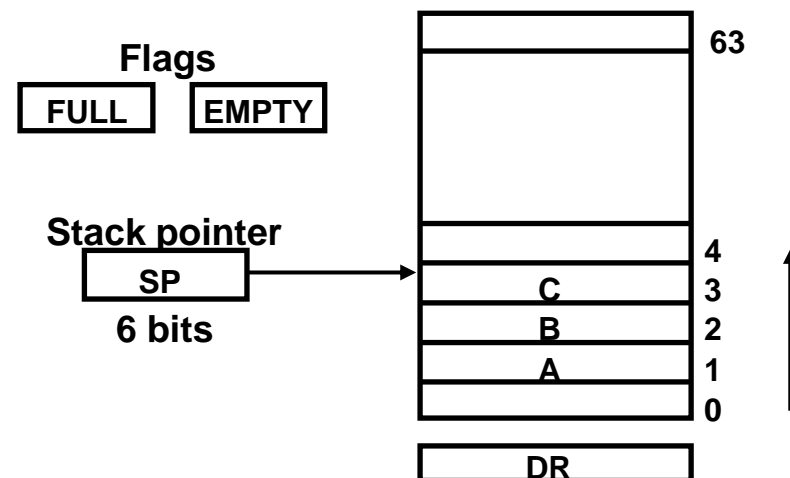 63
Flags
FULL EMPTY
Stack pointer
SP
6 bits
4
C 3
B 2
A 1
0
DR